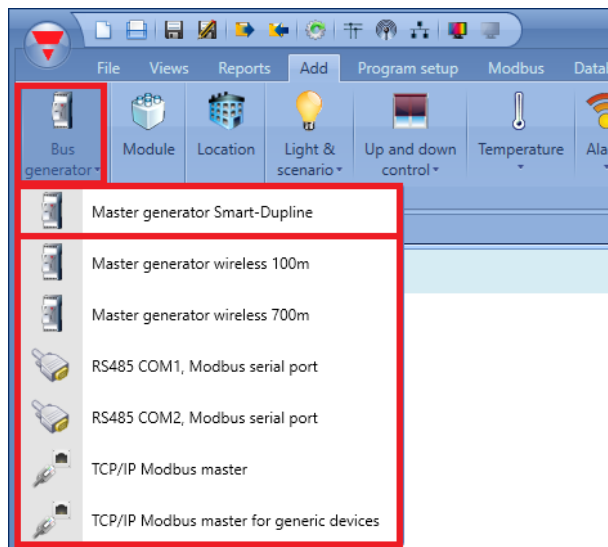 File Views Reports Add Program setup Modbus
Bus generator
Module
Location
Light & scenario
Up and down control
Temperature
Master generator Smart-Dupline
Master generator wireless 100m
Master generator wireless 700m
RS485 COM1, Modbus serial port
RS485 COM2, Modbus serial port
TCP/IP Modbus master
TCP/IP Modbus master for generic devices